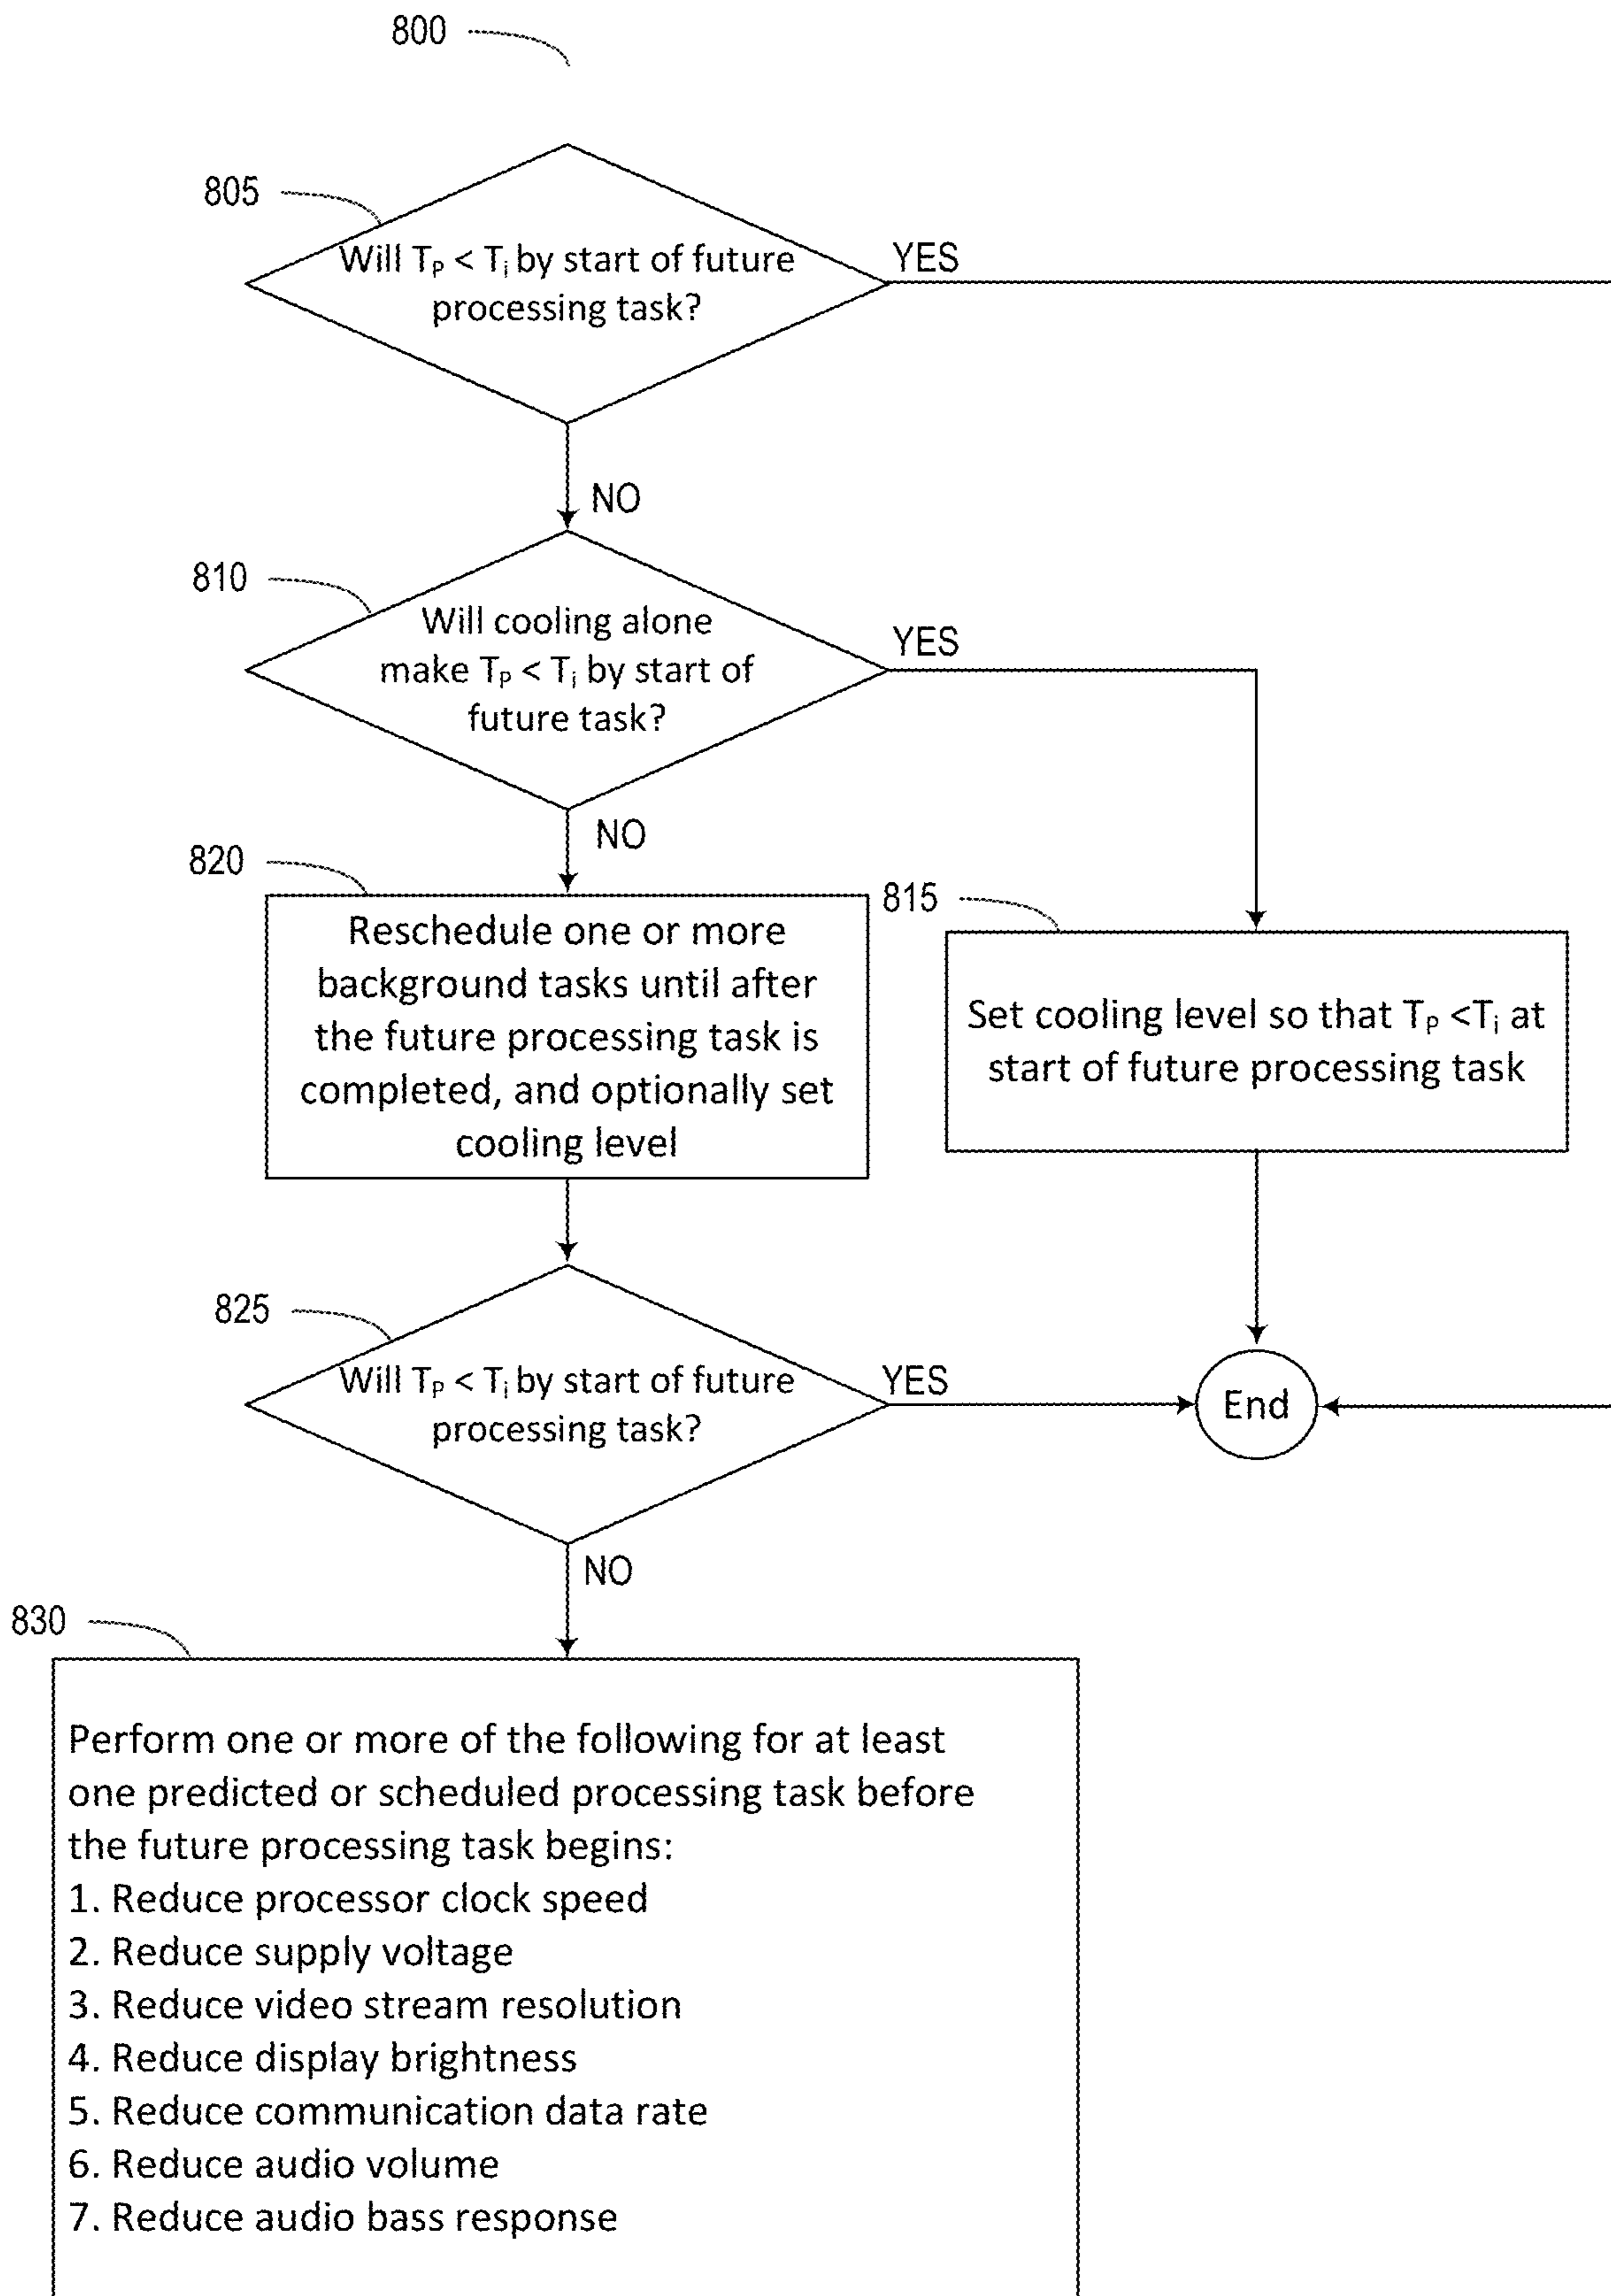 800
805
Will Tₚ < Tᵢ by start of future
processing task?
YES
NO
810
Will cooling alone
make Tₚ < Tᵢ by start of
future task?
YES
NO
820
Reschedule one or more
background tasks until after
the future processing task is
completed, and optionally set
cooling level
815
Set cooling level so that Tₚ <Tᵢ at
start of future processing task
825
Will Tₚ < Tᵢ by start of future
processing task?
YES
End
NO
830
Perform one or more of the following for at least
one predicted or scheduled processing task before
the future processing task begins:
1. Reduce processor clock speed
2. Reduce supply voltage
3. Reduce video stream resolution
4. Reduce display brightness
5. Reduce communication data rate
6. Reduce audio volume
7. Reduce audio bass response